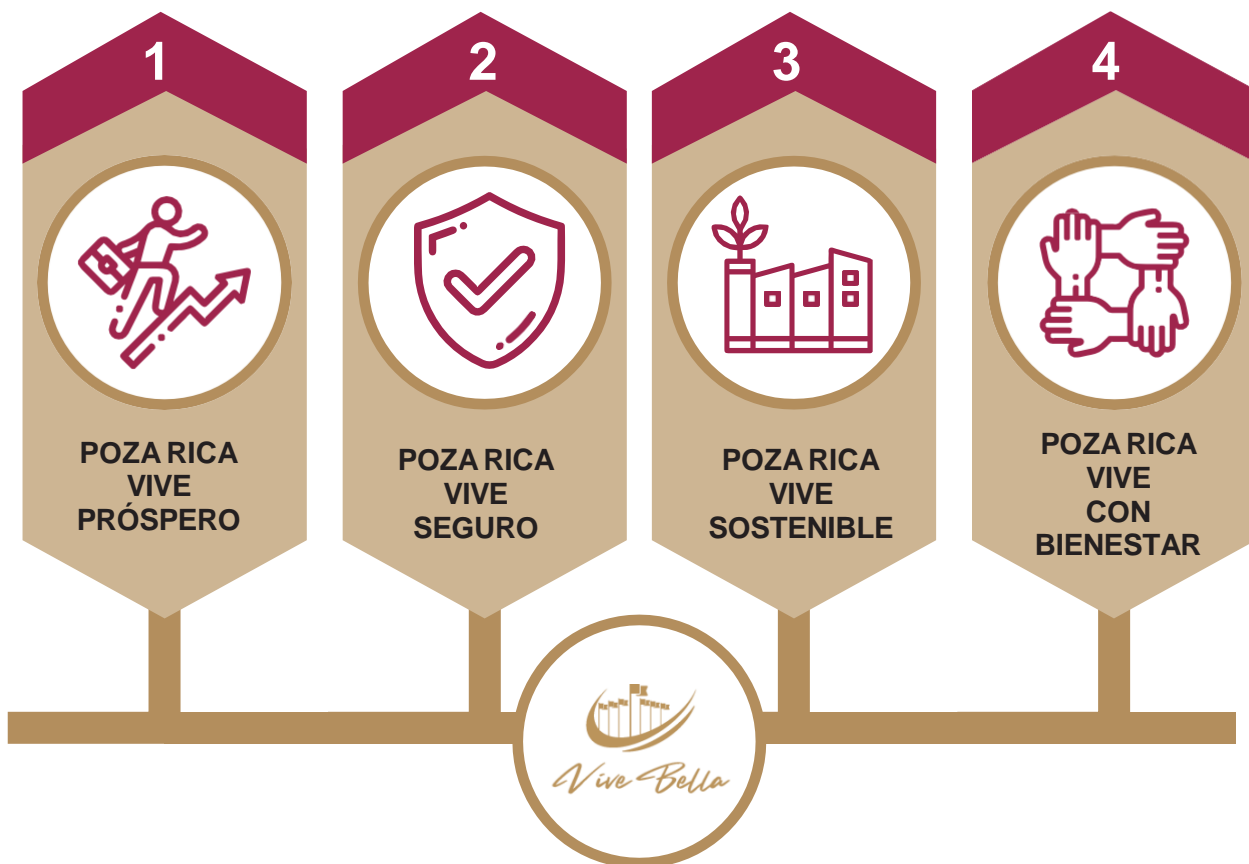 1
POZA RICA
VIVE
PRÓSPERO
2
POZA RICA
VIVE
SEGURO
3
POZA RICA
VIVE
SOSTENIBLE
4
POZA RICA
VIVE
CON
BIENESTAR
Vive Bella